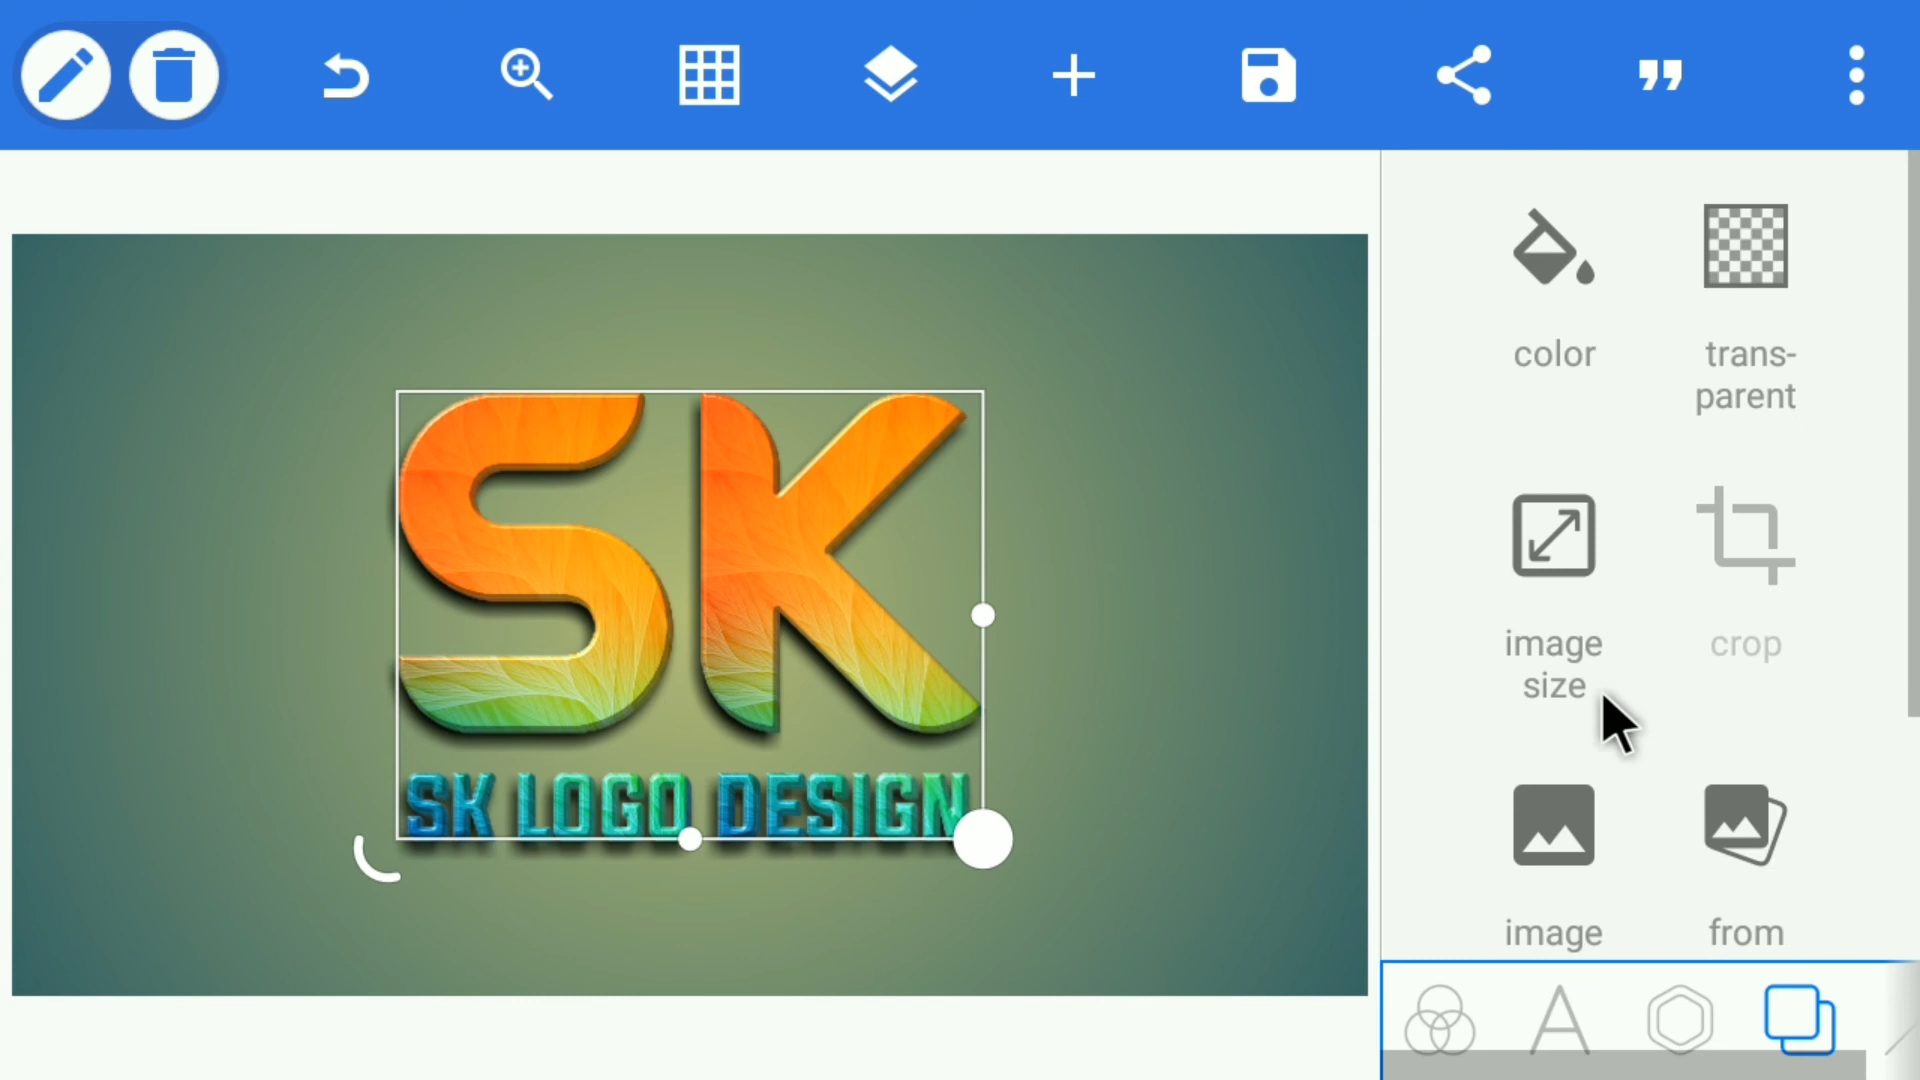 color
trans-
parent
SK
image
size
crop
SK LOGO DESIGN
image
from